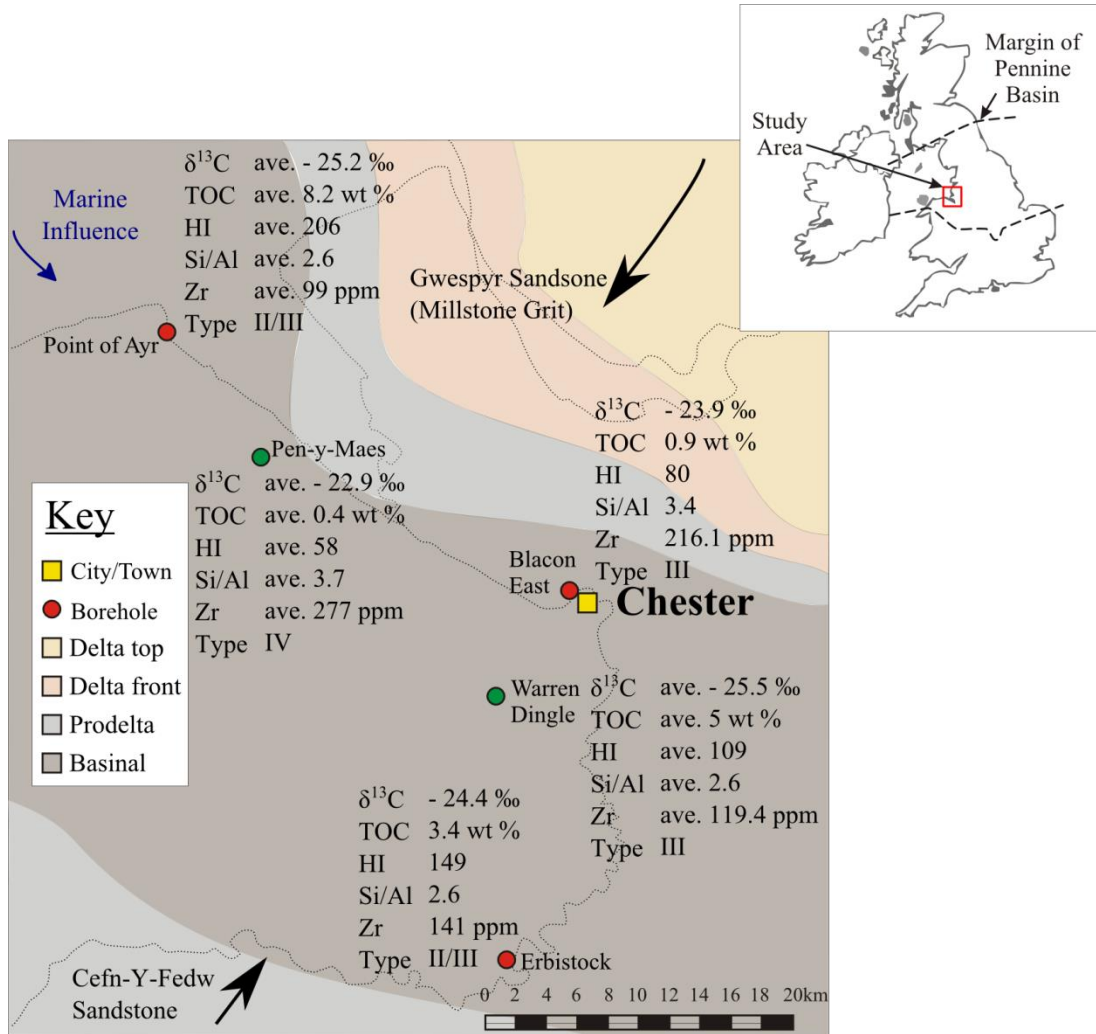 Margin of
Pennine
Basin
Study
Area
δ¹³C ave. - 25.2 ‰
TOC ave. 8.2 wt %
HI ave. 206
Si/Al ave. 2.6
Zr ave. 99 ppm
Type II/III
Marine
Influence
Point of Ayr
Gwespyr Sandsone
(Millstone Grit)
Pen-y-Maes
δ¹³C ave. - 22.9 ‰
TOC ave. 0.4 wt %
HI ave. 58
Si/Al ave. 3.7
Zr ave. 277 ppm
Type IV
δ¹³C - 23.9 ‰
TOC 0.9 wt %
HI 80
Si/Al 3.4
Zr 216.1 ppm
Type III
Blacon
East
Chester
Key
City/Town
Borehole
Delta top
Delta front
Prodelta
Basinal
Warren
Dingle
δ¹³C ave. - 25.5 ‰
TOC ave. 5 wt %
HI ave. 109
Si/Al ave. 2.6
Zr ave. 119.4 ppm
Type III
δ¹³C - 24.4 ‰
TOC 3.4 wt %
HI 149
Si/Al 2.6
Zr 141 ppm
Type II/III
Erbistock
Cefn-Y-Fedw
Sandstone
0 2 4 6 8 10 12 14 16 18 20km